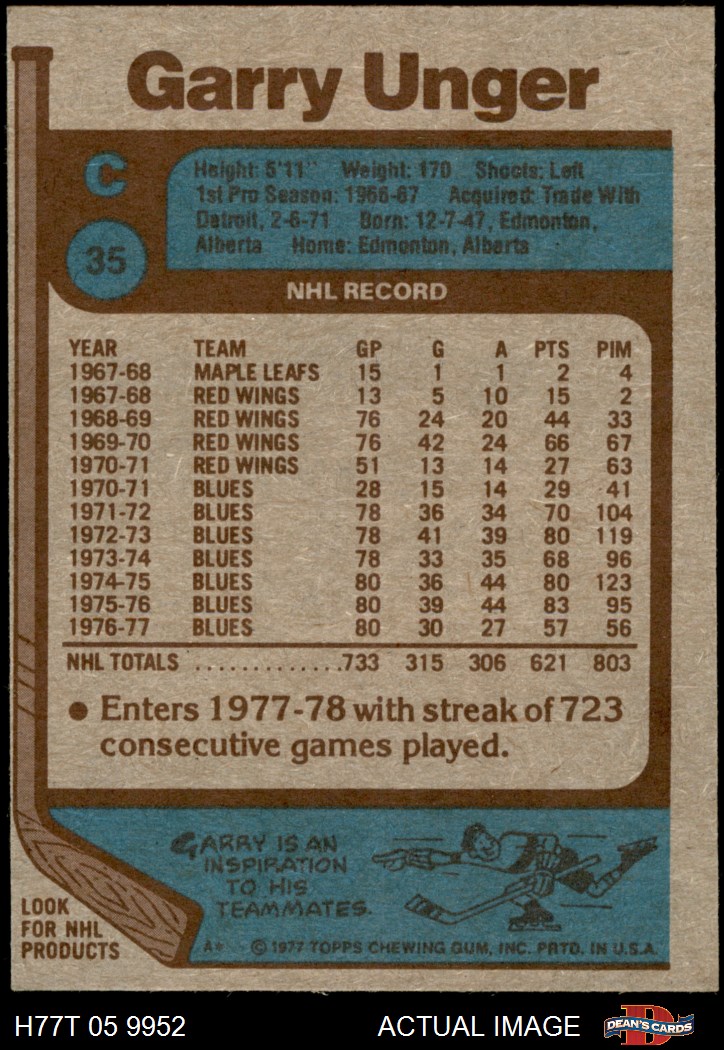 Garry Unger
C
35
Height: 5'11" Weight: 170 Shoots: Left
1st Pro Season: 1966-67 Acquired: Trade With
Detroit, 2-6-71 Born: 12-7-47, Edmonton,
Alberta Home: Edmonton, Alberta
NHL RECORD
YEAR TEAM GP G A PTS PIM
1967-68 MAPLE LEAFS 15 1 1 2 4
1967-68 RED WINGS 13 5 10 15 2
1968-69 RED WINGS 76 24 20 44 33
1969-70 RED WINGS 76 42 24 66 67
1970-71 RED WINGS 51 13 14 27 63
1970-71 BLUES 28 15 14 29 41
1971-72 BLUES 78 36 34 70 104
1972-73 BLUES 78 41 39 80 119
1973-74 BLUES 78 33 35 68 96
1974-75 BLUES 80 36 44 80 123
1975-76 BLUES 80 39 44 83 95
1976-77 BLUES 80 30 27 57 56
NHL TOTALS .............733 315 306 621 803
● Enters 1977-78 with streak of 723
consecutive games played.
GARRY IS AN
INSPIRATION
TO HIS
TEAMMATES.
LOOK
FOR NHL
PRODUCTS
A* © 1977 TOPPS CHEWING GUM, INC. PRTD. IN U.S.A.
H77T 05 9952 ACTUAL IMAGE D DEAN'S CARDS